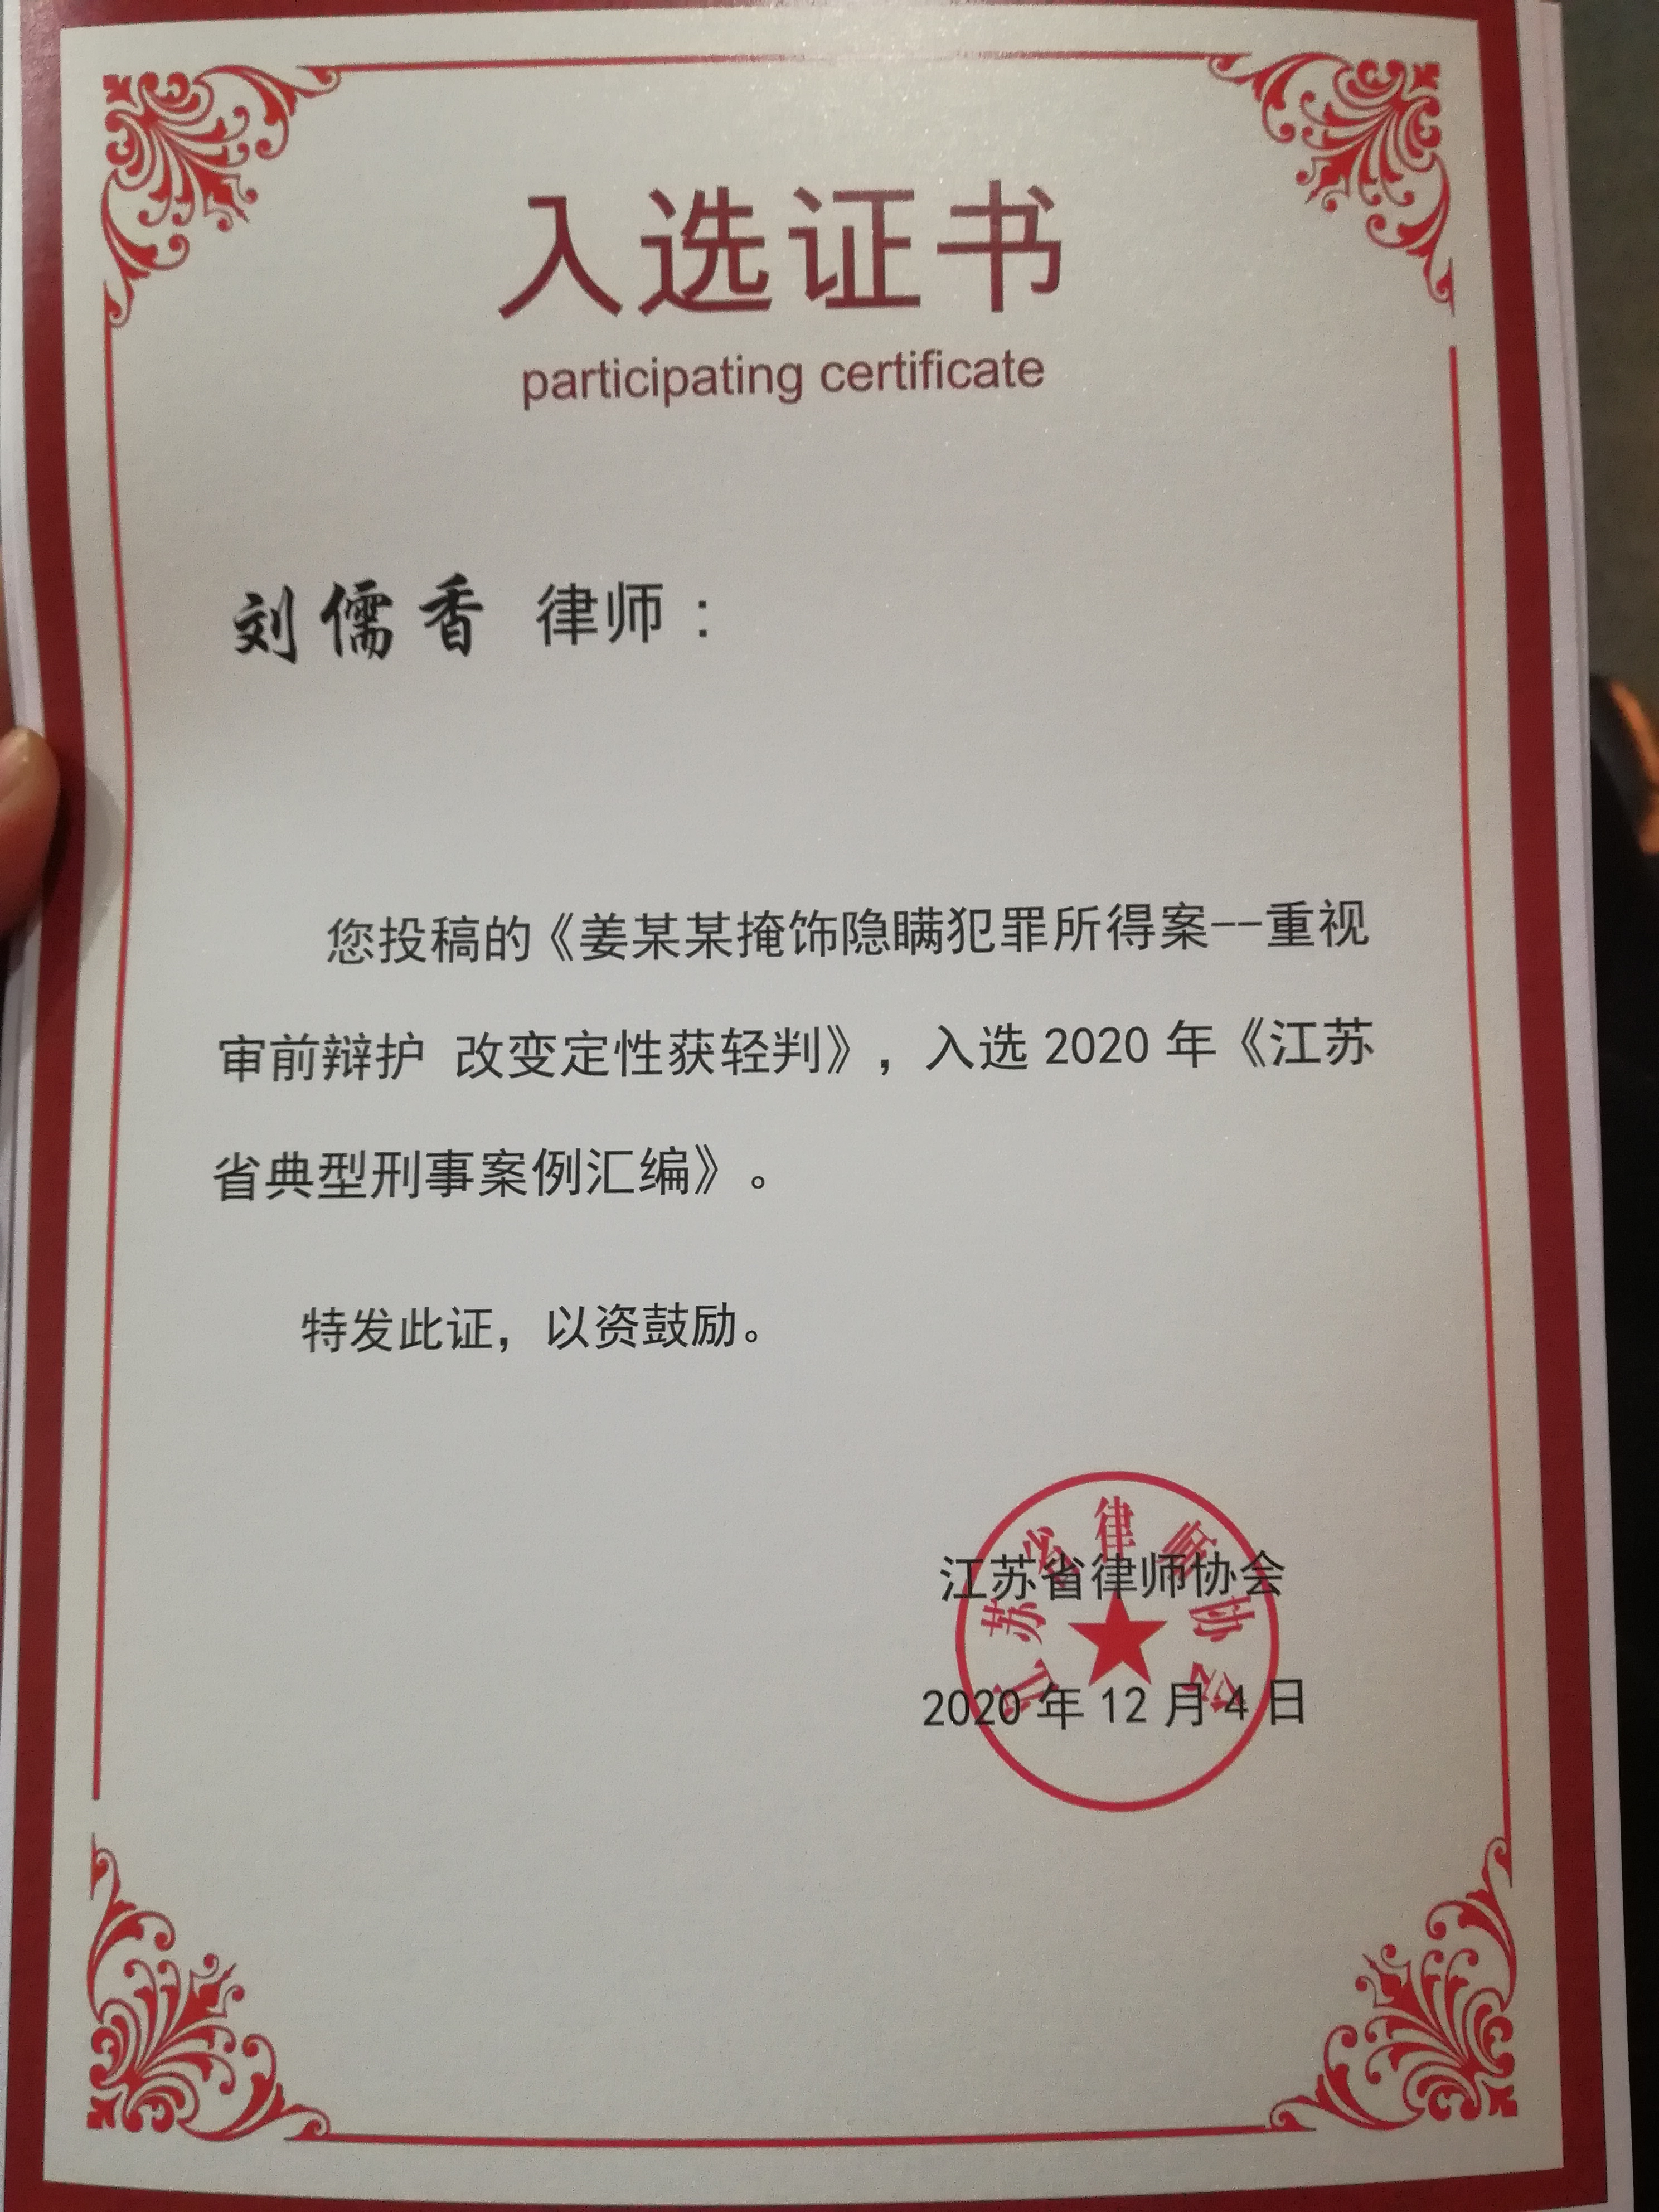 入选证书
participating certificate
刘儒香 律师：
您投稿的《姜某某掩饰隐瞒犯罪所得案--重视
审前辩护 改变定性获轻判》，入选 2020 年《江苏
省典型刑事案例汇编》。
特发此证，以资鼓励。
江苏省律师协会
2020 年 12 月 4 日